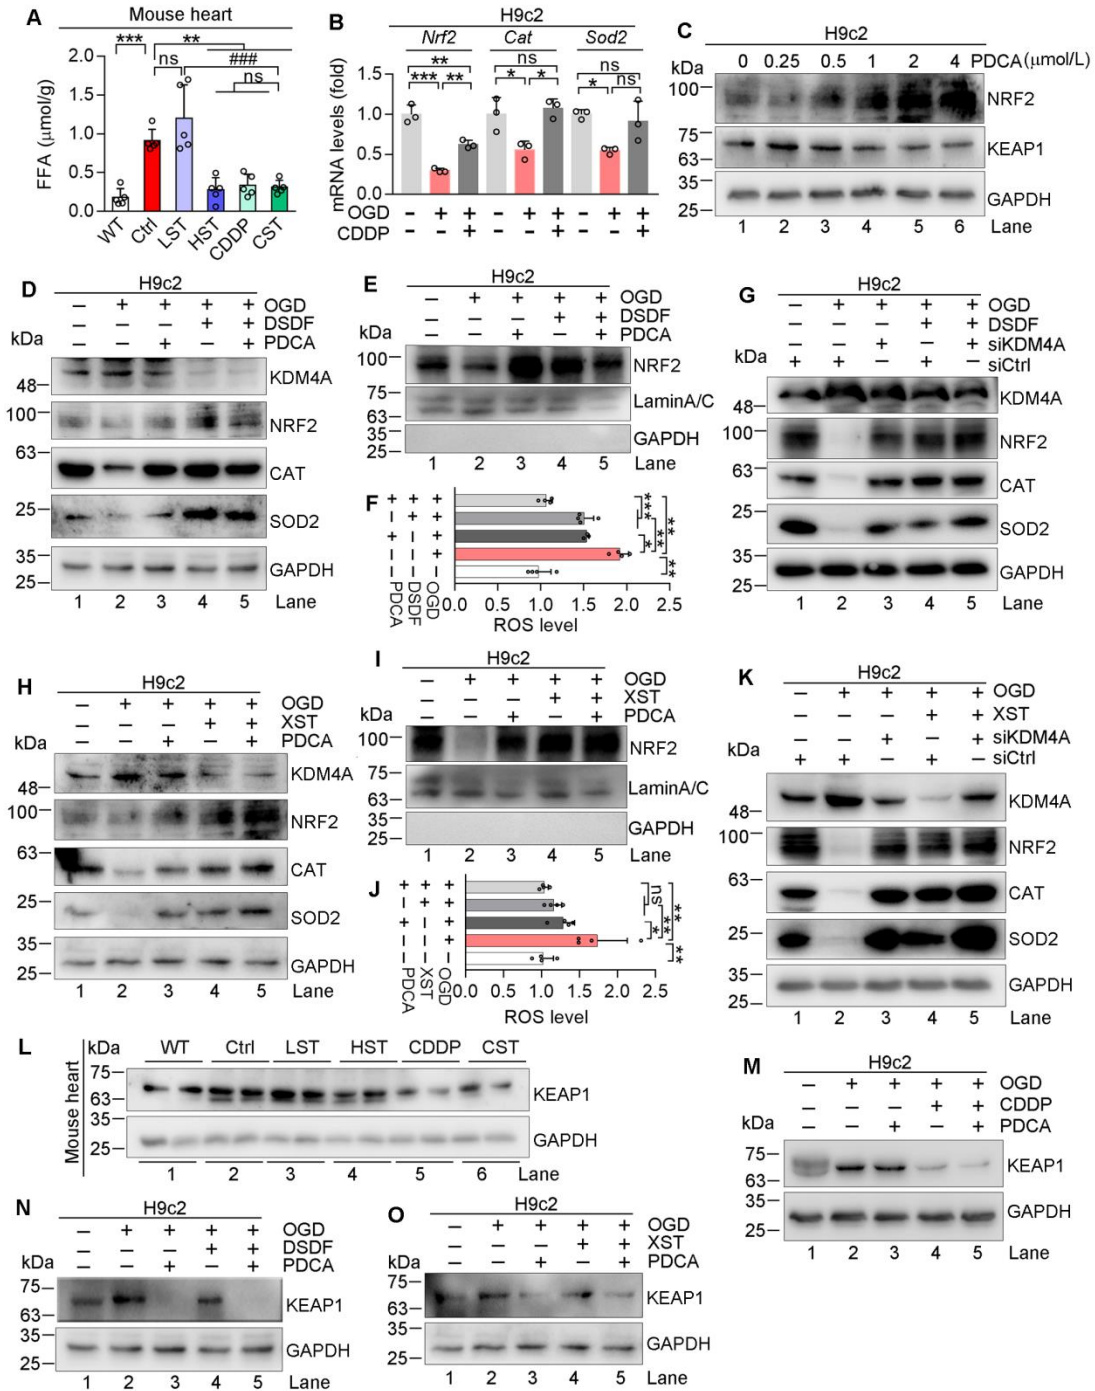 A
Mouse heart
*** **
ns ###
ns
FFA (μmol/g)
2.0
1.5
1.0
0.5
0.0
WT Ctrl LST HST CDDP CST
B
H9c2
Nrf2 Cat Sod2
** ns ns
*** ** * * * ns
mRNA levels (fold)
1.5
1.0
0.5
0.0
OGD – + + – + + – + +
CDDP – – + – – + – – +
C
H9c2
kDa 0 0.25 0.5 1 2 4 PDCA(μmol/L)
100 NRF2
75
63 KEAP1
35
25 GAPDH
1 2 3 4 5 6 Lane
D
H9c2
– + + + + OGD
– – – + + DSDF
– – + – + PDCA
kDa
48 KDM4A
100 NRF2
63 CAT
25 SOD2
35
25 GAPDH
1 2 3 4 5 Lane
E
H9c2
– + + + + OGD
– – – + + DSDF
– – + – + PDCA
kDa
100 NRF2
75
63 LaminA/C
35
25 GAPDH
1 2 3 4 5 Lane
F
+ + +
– + +
+ – +
– – +
– – –
PDCA DSDF OGD
*** ** ** * **
0.0 0.5 1.0 1.5 2.0 2.5
ROS level
G
H9c2
– + + + + OGD
– – – + + DSDF
– – + – + siKDM4A
+ + – + – siCtrl
kDa
48 KDM4A
100 NRF2
63 CAT
25 SOD2
35
25 GAPDH
1 2 3 4 5 Lane
H
H9c2
– + + + + OGD
– – – + + XST
– – + – + PDCA
kDa
48 KDM4A
100 NRF2
63 CAT
25 SOD2
35
25 GAPDH
1 2 3 4 5 Lane
I
H9c2
– + + + + OGD
– – – + + XST
– – + – + PDCA
kDa
100 NRF2
75
63 LaminA/C
35
25 GAPDH
1 2 3 4 5 Lane
J
+ + +
– + +
+ – +
– – +
– – –
PDCA XST OGD
ns ** ** * **
0.0 0.5 1.0 1.5 2.0 2.5
ROS level
K
H9c2
– + + + + OGD
– – – + + XST
– – + – + siKDM4A
+ + – + – siCtrl
kDa
48 KDM4A
100 NRF2
63 CAT
25 SOD2
35
25 GAPDH
1 2 3 4 5 Lane
L
Mouse heart
kDa WT Ctrl LST HST CDDP CST
75
63 KEAP1
35
25 GAPDH
1 2 3 4 5 6 Lane
M
H9c2
– + + + + OGD
– – – + + CDDP
– – + – + PDCA
kDa
75
63 KEAP1
35
25 GAPDH
1 2 3 4 5 Lane
N
H9c2
– + + + + OGD
– – – + + DSDF
– – + – + PDCA
kDa
75
63 KEAP1
35
25 GAPDH
1 2 3 4 5 Lane
O
H9c2
– + + + + OGD
– – – + + XST
– – + – + PDCA
kDa
75
63 KEAP1
35
25 GAPDH
1 2 3 4 5 Lane